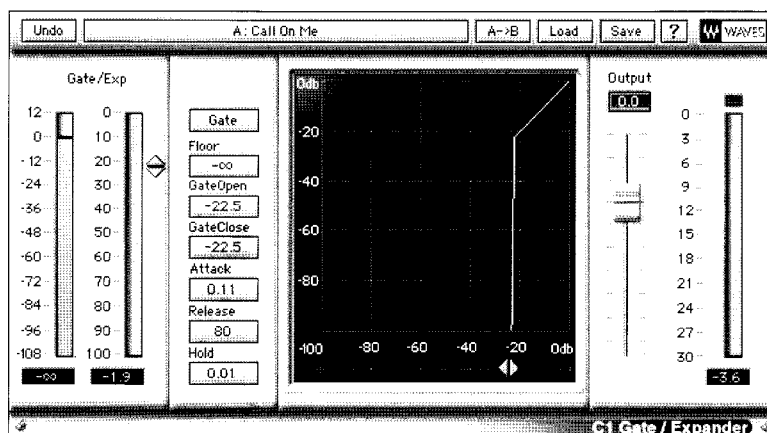 Undo
A: Call On Me
A->B
Load
Save
?
WAVES
Gate/Exp
12
0
-12
-24
-36
-48
-60
-72
-84
-96
-108
-∞
0
10
20
30
40
50
60
70
80
90
100
-1.9
Gate
Floor
-∞
GateOpen
-22.5
GateClose
-22.5
Attack
0.11
Release
80
Hold
0.01
0db
-20
-40
-60
-80
-100 -80 -60 -40 -20 0db
Output
0.0
0
3
6
9
12
15
18
21
24
27
30
-3.6
C1 Gate / Expander